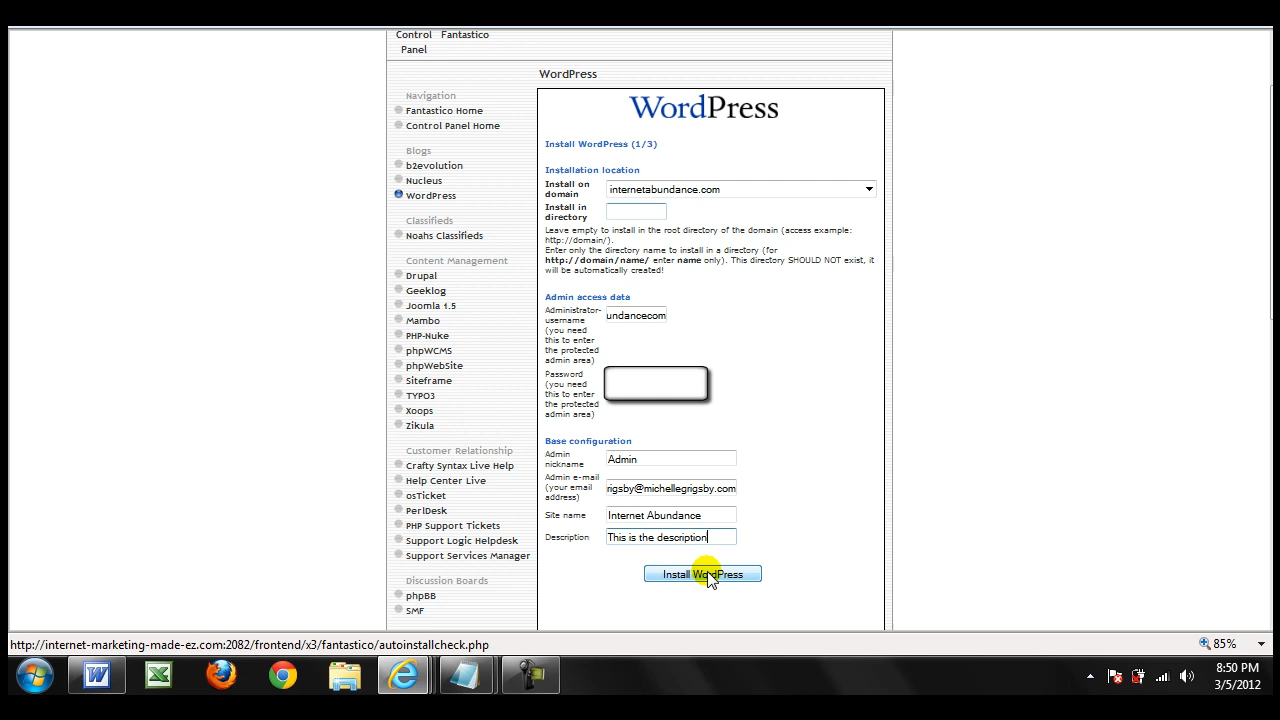 Control Fantastico
Panel
WordPress
Navigation
Fantastico Home
Control Panel Home
Blogs
b2evolution
Nucleus
WordPress
Classifieds
Noahs Classifieds
Content Management
Drupal
Geeklog
Joomla 1.5
Mambo
PHP-Nuke
phpWCMS
phpWebSite
Siteframe
TYPO3
Xoops
Zikula
Customer Relationship
Crafty Syntax Live Help
Help Center Live
osTicket
PerlDesk
PHP Support Tickets
Support Logic Helpdesk
Support Services Manager
Discussion Boards
phpBB
SMF
WordPress
Install WordPress (1/3)
Installation location
Install on
domain
internetabundance.com
Install in
directory
Leave empty to install in the root directory of the domain (access example:
http://domain/).
Enter only the directory name to install in a directory (for
http://domain/name/ enter name only). This directory SHOULD NOT exist, it
will be automatically created!
Admin access data
Administrator-
username
(you need
this to enter
the protected
admin area)
undancecom
Password
(you need
this to enter
the protected
admin area)
Base configuration
Admin
nickname
Admin
Admin e-mail
(your email
address)
rigsby@michellegrigsby.com
Site name
Internet Abundance
Description
This is the description
Install WordPress
http://internet-marketing-made-ez.com:2082/frontend/x3/fantastico/autoinstallcheck.php
85%
8:50 PM
3/5/2012